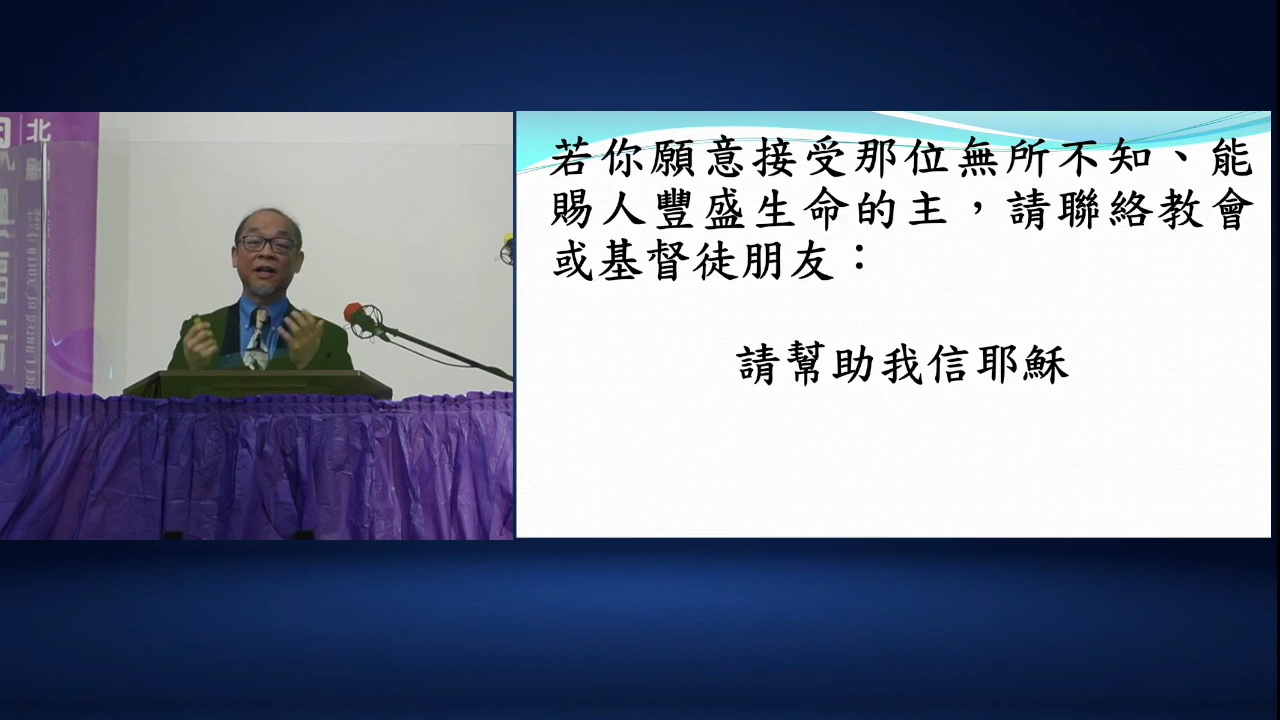 北
若你願意接受那位無所不知、能
賜人豐盛生命的主，請聯絡教會
或基督徒朋友：
請幫助我信耶穌